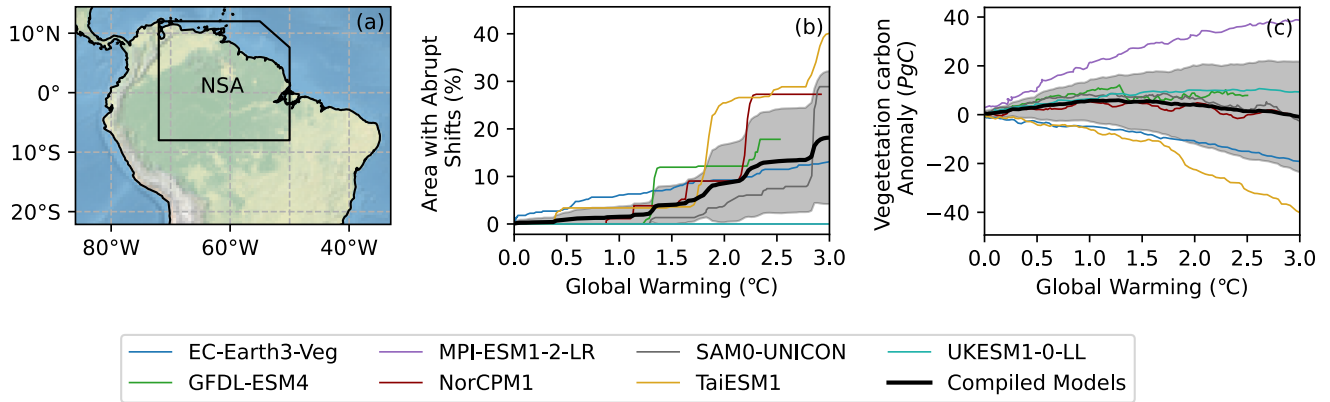 (a)
NSA
10°N
0°
10°S
20°S
80°W
60°W
40°W
(b)
Area with Abrupt
Shifts (%)
40
30
20
10
0
0.0
0.5
1.0
1.5
2.0
2.5
3.0
Global Warming (°C)
(c)
Vegetetation carbon
Anomaly (PgC)
40
20
0
−20
−40
0.0
0.5
1.0
1.5
2.0
2.5
3.0
Global Warming (°C)
EC-Earth3-Veg
MPI-ESM1-2-LR
SAM0-UNICON
UKESM1-0-LL
GFDL-ESM4
NorCPM1
TaiESM1
Compiled Models